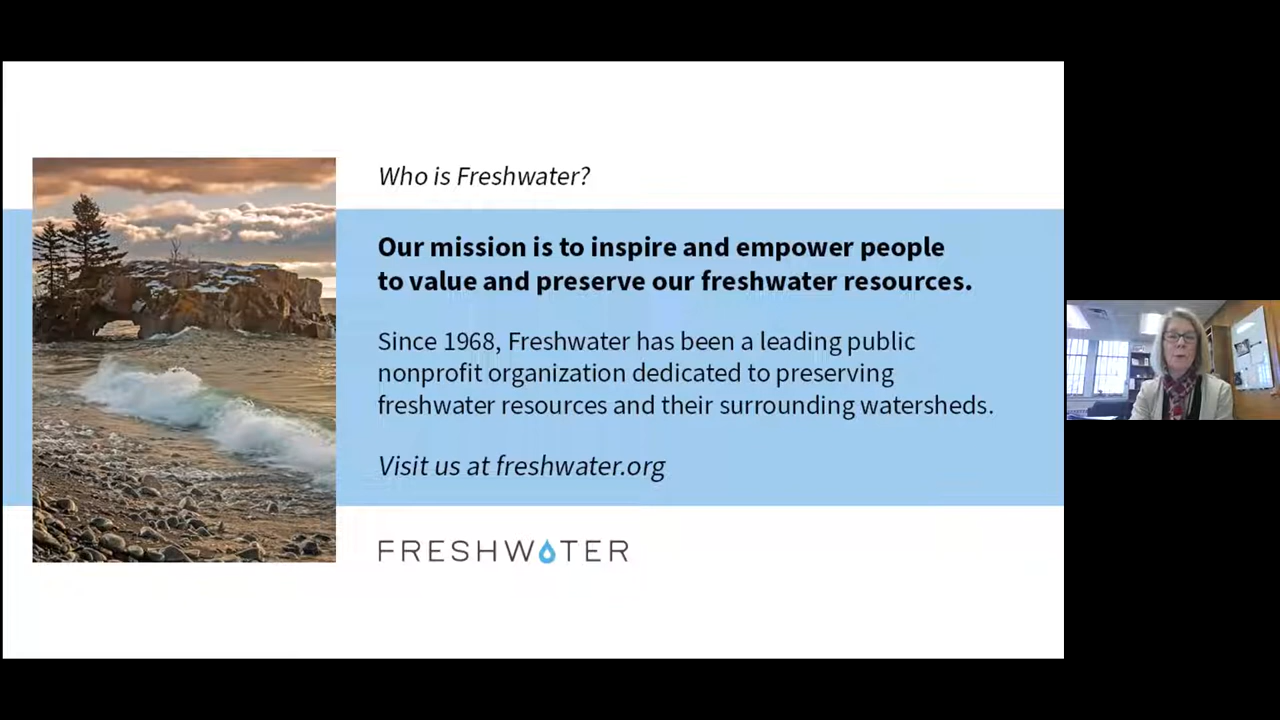 Who is Freshwater?
Our mission is to inspire and empower people
to value and preserve our freshwater resources.
Since 1968, Freshwater has been a leading public
nonprofit organization dedicated to preserving
freshwater resources and their surrounding watersheds.
Visit us at freshwater.org
FRESHWATER